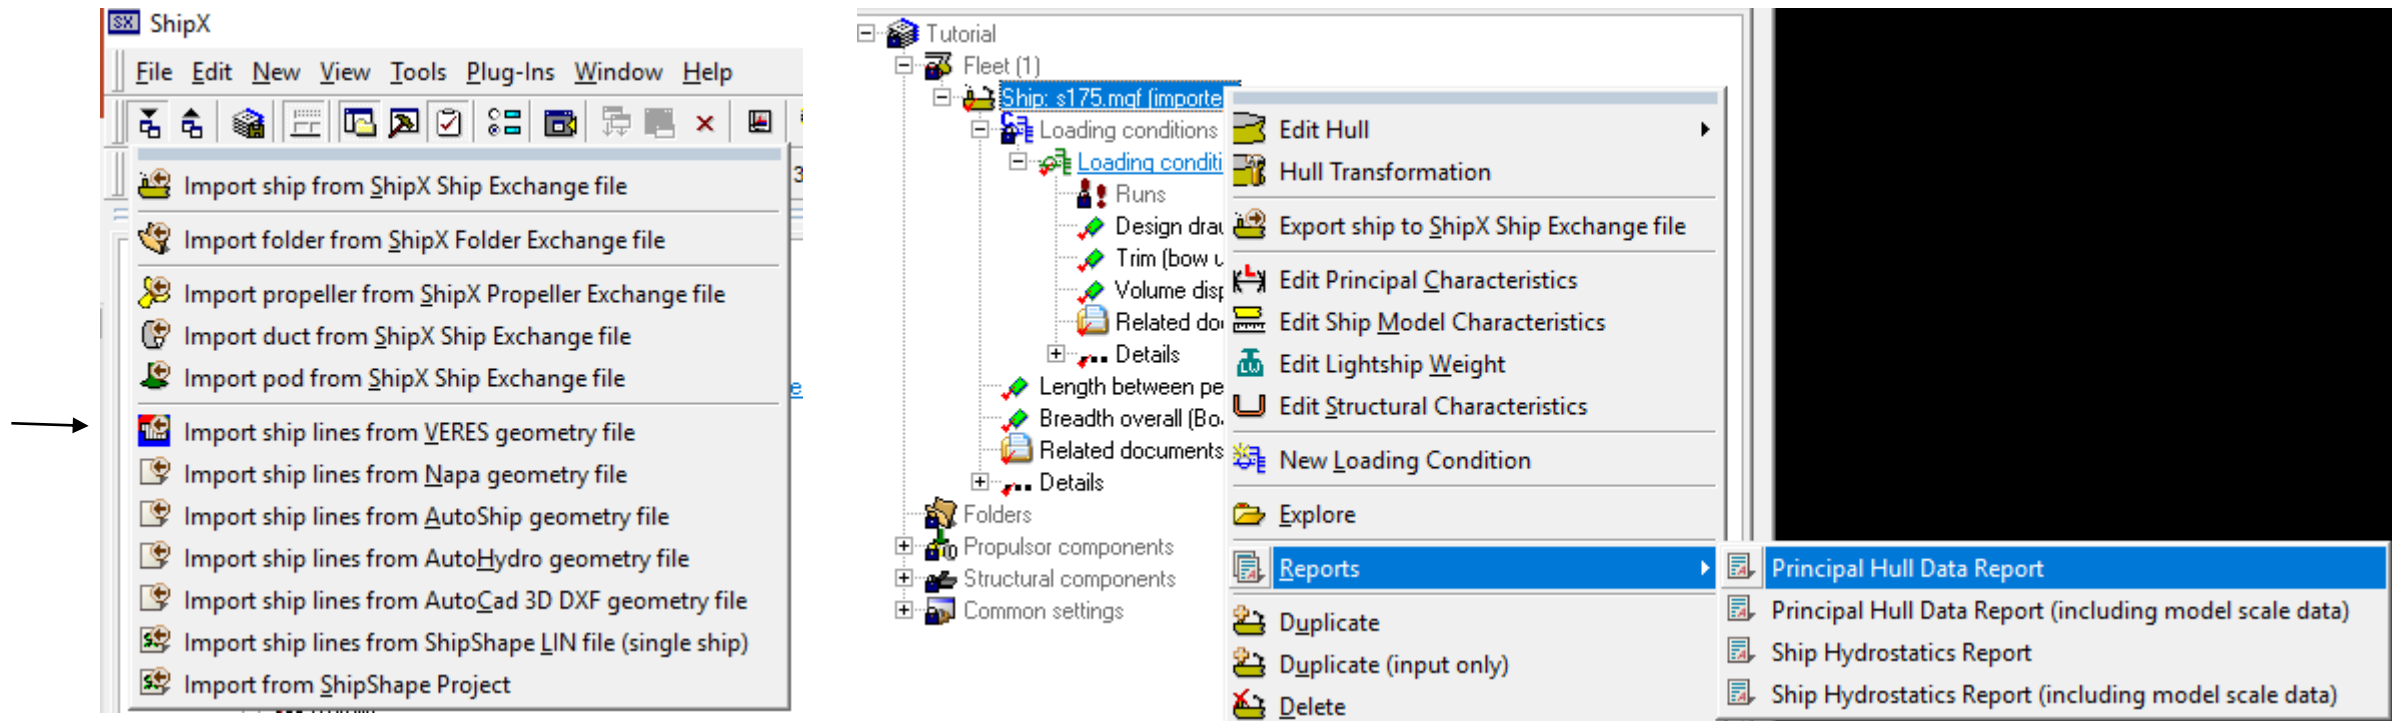 ShipX
File Edit New View Tools Plug-Ins Window Help
Import ship from ShipX Ship Exchange file
Import folder from ShipX Folder Exchange file
Import propeller from ShipX Propeller Exchange file
Import duct from ShipX Ship Exchange file
Import pod from ShipX Ship Exchange file
Import ship lines from VERES geometry file
Import ship lines from Napa geometry file
Import ship lines from AutoShip geometry file
Import ship lines from AutoHydro geometry file
Import ship lines from AutoCad 3D DXF geometry file
Import ship lines from ShipShape LIN file (single ship)
Import from ShipShape Project
Tutorial
Fleet (1)
Ship: s175.mgf (importe
Loading conditions
Loading conditi
Runs
Design drau
Trim (bow u
Volume disp
Related do
Details
Length between pe
Breadth overall (Bo
Related documents
Details
Folders
Propulsor components
Structural components
Common settings
Edit Hull
Hull Transformation
Export ship to ShipX Ship Exchange file
Edit Principal Characteristics
Edit Ship Model Characteristics
Edit Lightship Weight
Edit Structural Characteristics
New Loading Condition
Explore
Reports
Duplicate
Duplicate (input only)
Delete
Principal Hull Data Report
Principal Hull Data Report (including model scale data)
Ship Hydrostatics Report
Ship Hydrostatics Report (including model scale data)